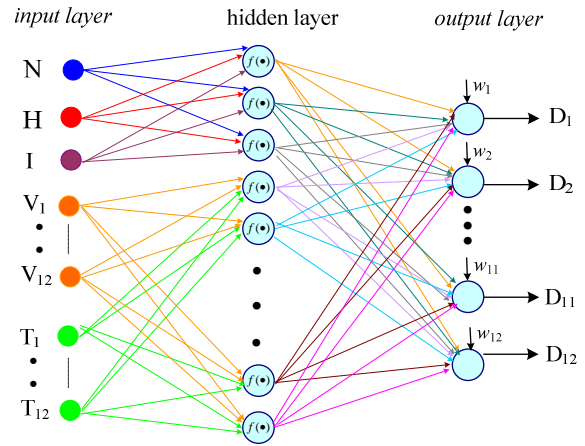 input layer
hidden layer
output layer
N
H
I
V₁
V₁₂
T₁
T₁₂
f(•)
f(•)
f(•)
f(•)
f(•)
f(•)
f(•)
w₁
D₁
w₂
D₂
w₁₁
D₁₁
w₁₂
D₁₂